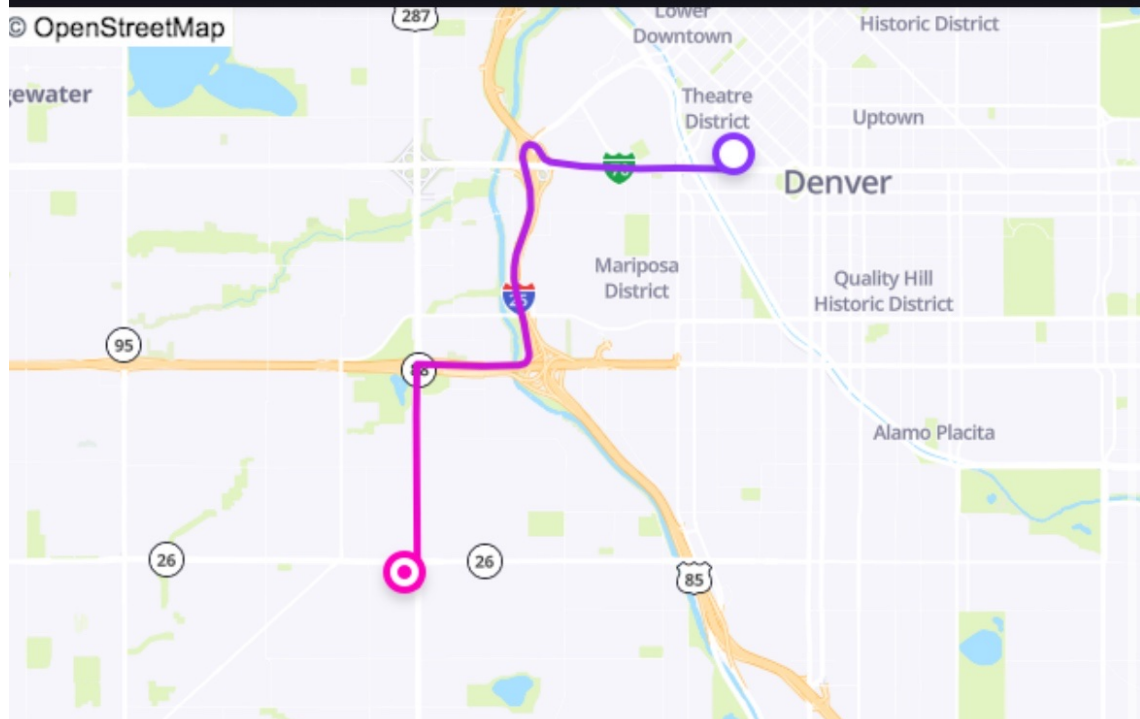 © OpenStreetMap
287
Lower
Downtown
Historic District
gewater
Theatre
District
Uptown
Denver
Mariposa
District
25
Quality Hill
Historic District
95
Alamo Placita
26
26
85